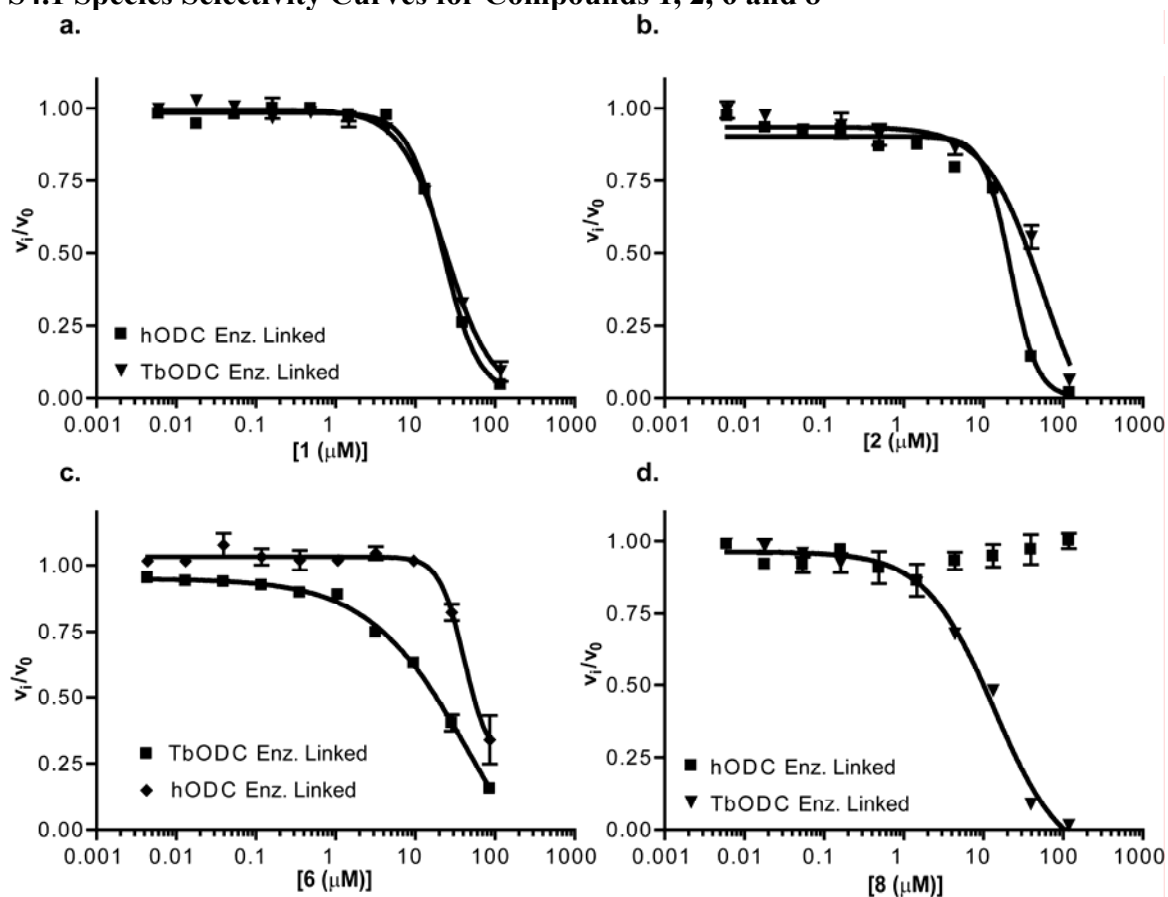 S4.1 Species Selectivity Curves for Compounds 1, 2, 6 and 8
a.
1.00
0.75
0.50
0.25
0.00
vi/v0
hODC Enz. Linked
TbODC Enz. Linked
0.001 0.01 0.1 1 10 100 1000
[1 (μM)]
b.
1.00
0.75
0.50
0.25
0.00
vi/v0
0.001 0.01 0.1 1 10 100 1000
[2 (μM)]
c.
1.00
0.75
0.50
0.25
0.00
vi/v0
TbODC Enz. Linked
hODC Enz. Linked
0.001 0.01 0.1 1 10 100 1000
[6 (μM)]
d.
1.00
0.75
0.50
0.25
0.00
vi/v0
hODC Enz. Linked
TbODC Enz. Linked
0.001 0.01 0.1 1 10 100 1000
[8 (μM)]